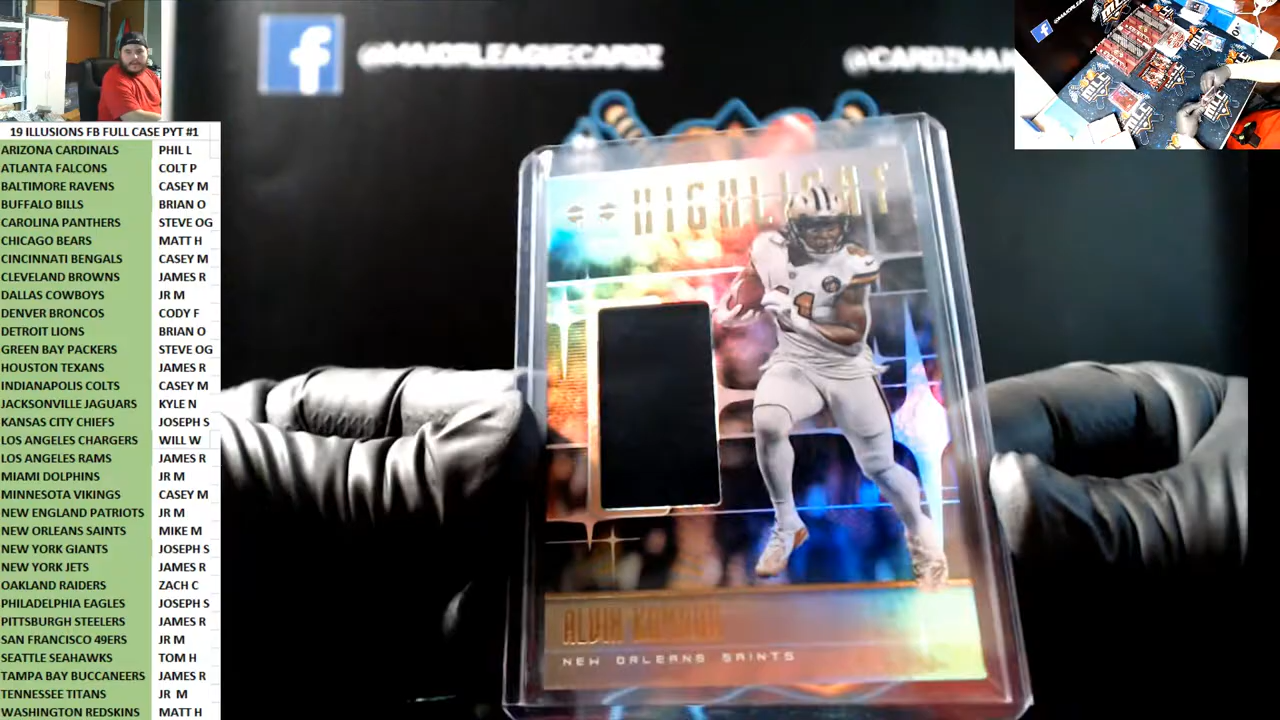 @MAJORLEAGUECARDZ
@CARDZMAN
19 ILLUSIONS FB FULL CASE PYT #1
ARIZONA CARDINALS PHIL L
ATLANTA FALCONS COLT P
BALTIMORE RAVENS CASEY M
BUFFALO BILLS BRIAN O
CAROLINA PANTHERS STEVE OG
CHICAGO BEARS MATT H
CINCINNATI BENGALS CASEY M
CLEVELAND BROWNS JAMES R
DALLAS COWBOYS JR M
DENVER BRONCOS CODY F
DETROIT LIONS BRIAN O
GREEN BAY PACKERS STEVE OG
HOUSTON TEXANS JAMES R
INDIANAPOLIS COLTS CASEY M
JACKSONVILLE JAGUARS KYLE N
KANSAS CITY CHIEFS JOSEPH S
LOS ANGELES CHARGERS WILL W
LOS ANGELES RAMS JAMES R
MIAMI DOLPHINS JR M
MINNESOTA VIKINGS CASEY M
NEW ENGLAND PATRIOTS JR M
NEW ORLEANS SAINTS MIKE M
NEW YORK GIANTS JOSEPH S
NEW YORK JETS JAMES R
OAKLAND RAIDERS ZACH C
PHILADELPHIA EAGLES JOSEPH S
PITTSBURGH STEELERS JAMES R
SAN FRANCISCO 49ERS JR M
SEATTLE SEAHAWKS TOM H
TAMPA BAY BUCCANEERS JAMES R
TENNESSEE TITANS JR M
WASHINGTON REDSKINS MATT H
HIGHLIGHT
ALVIN KAMARA
NEW ORLEANS SAINTS
MLC
MLC